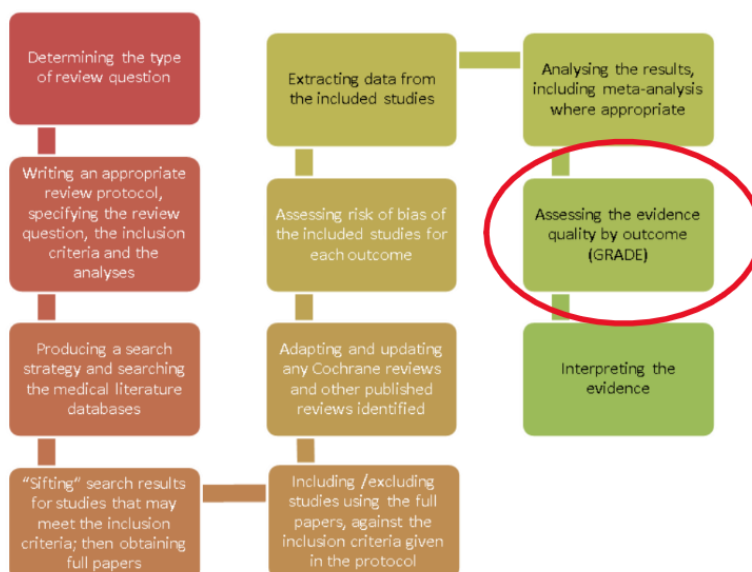 Determining the type
of review question
Writing an appropriate
review protocol,
specifying the review
question, the inclusion
criteria and the
analyses
Producing a search
strategy and searching
the medical literature
databases
“Sifting” search results
for studies that may
meet the inclusion
criteria; then obtaining
full papers
Including /excluding
studies using the full
papers, against the
inclusion criteria given
in the protocol
Adapting and updating
any Cochrane reviews
and other published
reviews identified
Assessing risk of bias of
the included studies for
each outcome
Extracting data from
the included studies
Analysing the results,
including meta-analysis
where appropriate
Assessing the evidence
quality by outcome
(GRADE)
Interpreting the
evidence